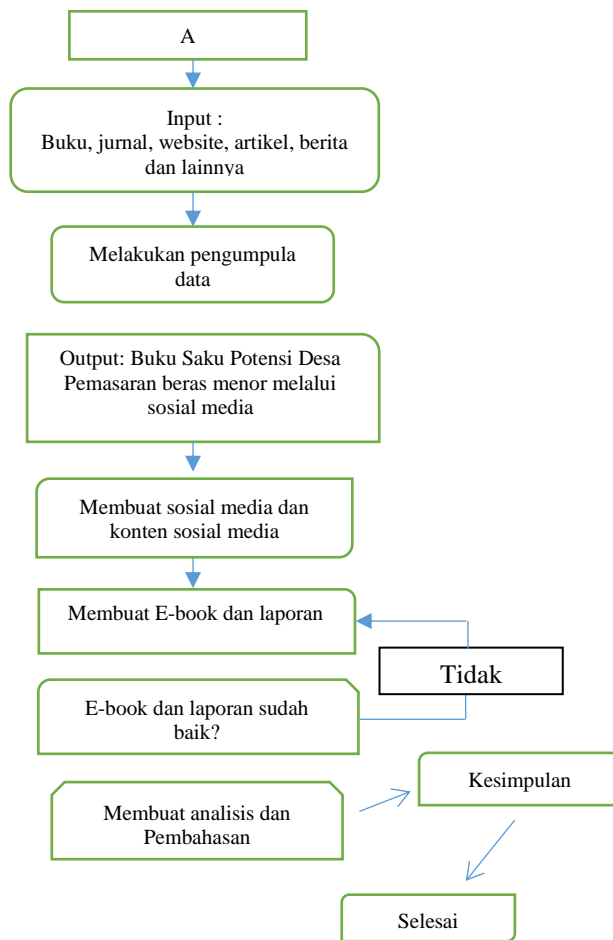 A
Input :
Buku, jurnal, website, artikel, berita
dan lainnya
Melakukan pengumpula
data
Output: Buku Saku Potensi Desa
Pemasaran beras menor melalui
sosial media
Membuat sosial media dan
konten sosial media
Membuat E-book dan laporan
Tidak
E-book dan laporan sudah
baik?
Kesimpulan
Membuat analisis dan
Pembahasan
Selesai